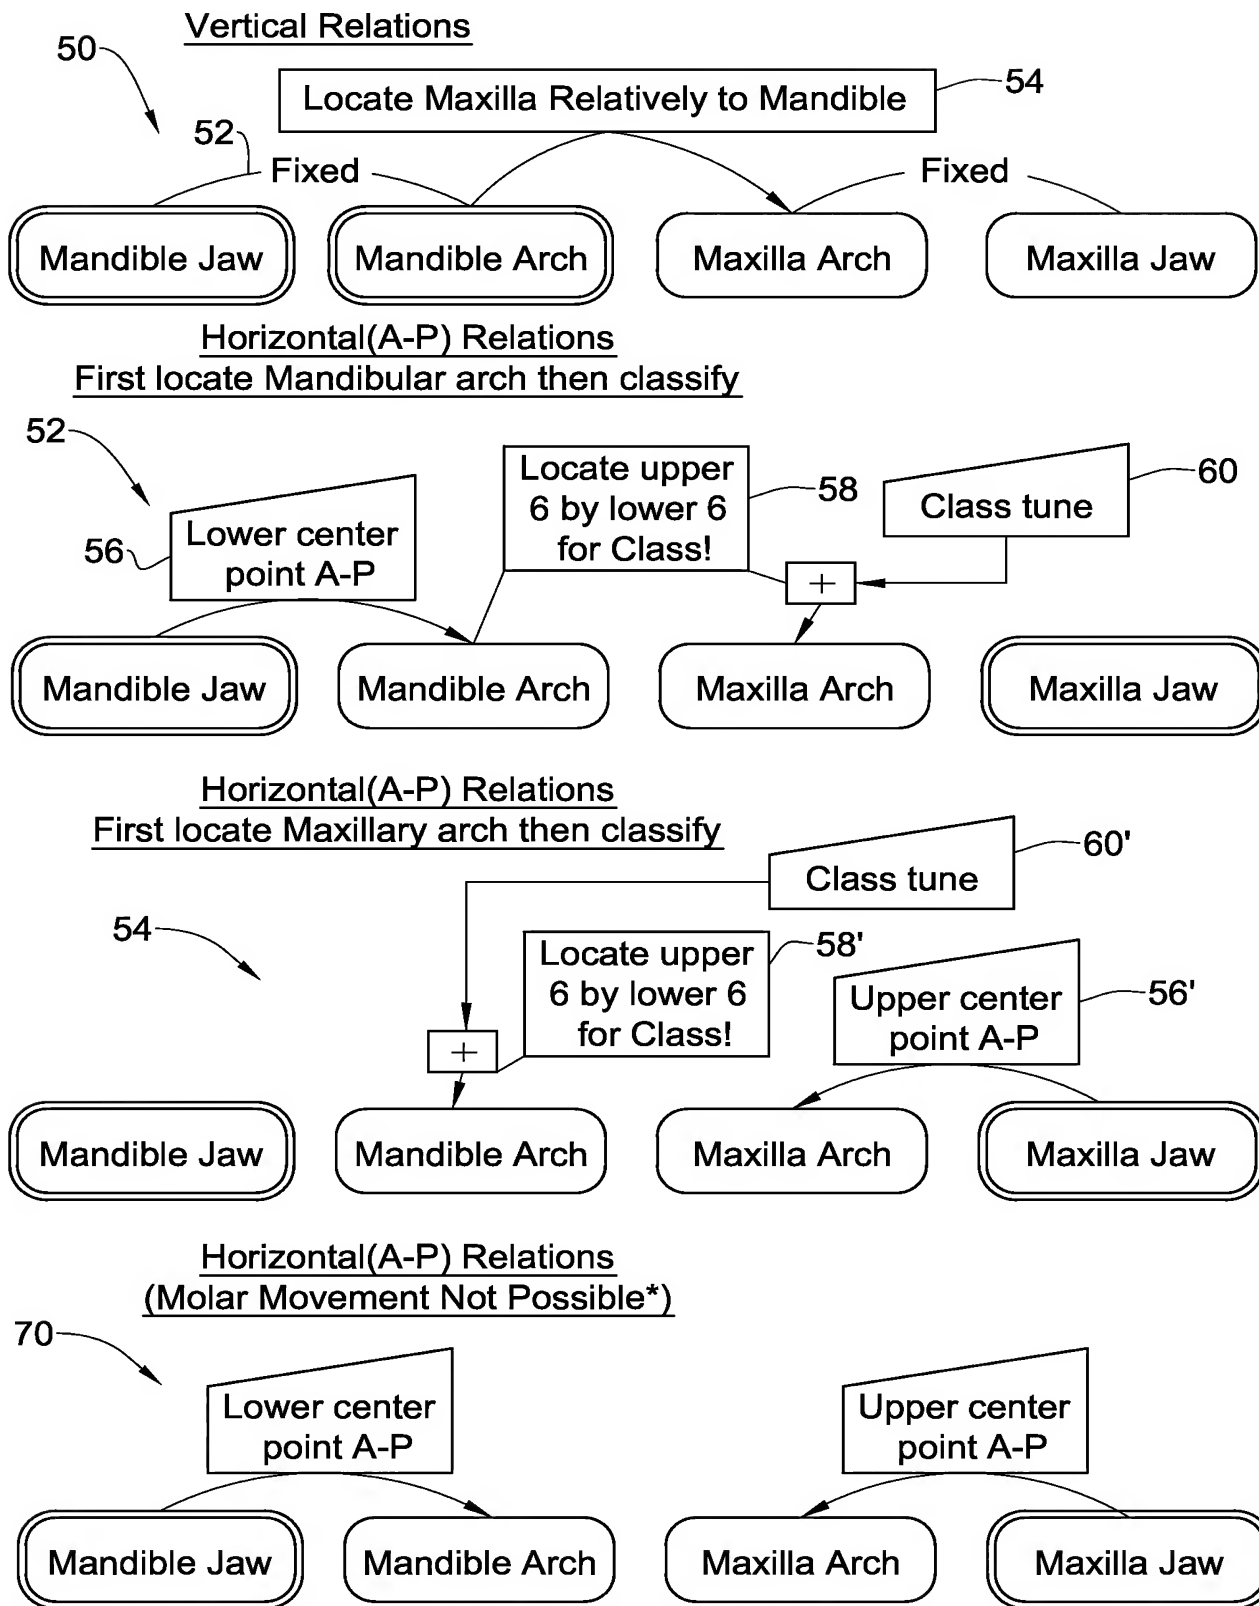 Vertical Relations
50
54
Locate Maxilla Relatively to Mandible
52
Fixed
Fixed
Mandible Jaw
Mandible Arch
Maxilla Arch
Maxilla Jaw
Horizontal(A-P) Relations
First locate Mandibular arch then classify
52
56
Lower center
point A-P
Locate upper
6 by lower 6
for Class!
58
Class tune
60
+
Mandible Jaw
Mandible Arch
Maxilla Arch
Maxilla Jaw
Horizontal(A-P) Relations
First locate Maxillary arch then classify
Class tune
60'
54
Locate upper
6 by lower 6
for Class!
58'
Upper center
point A-P
56'
+
Mandible Jaw
Mandible Arch
Maxilla Arch
Maxilla Jaw
Horizontal(A-P) Relations
(Molar Movement Not Possible*)
70
Lower center
point A-P
Upper center
point A-P
Mandible Jaw
Mandible Arch
Maxilla Arch
Maxilla Jaw